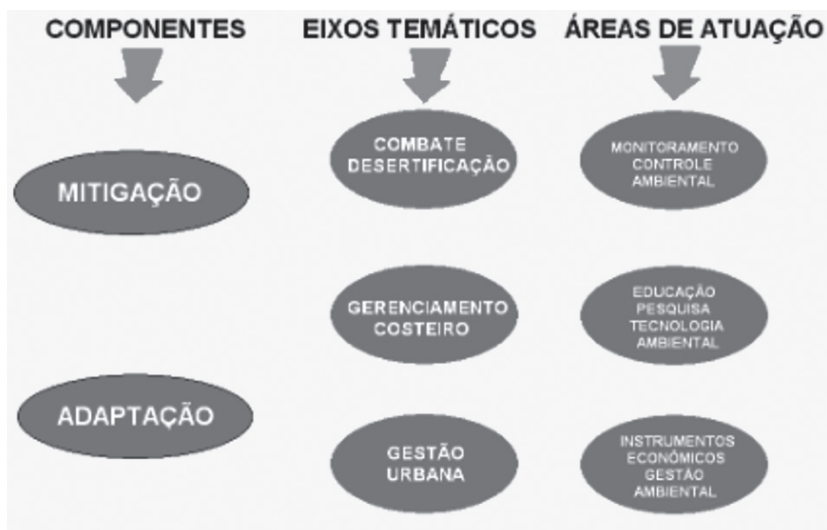 COMPONENTES
EIXOS TEMÁTICOS
ÁREAS DE ATUAÇÃO
MITIGAÇÃO
ADAPTAÇÃO
COMBATE
DESERTIFICAÇÃO
GERENCIAMENTO
COSTEIRO
GESTÃO
URBANA
MONITORAMENTO
CONTROLE
AMBIENTAL
EDUCAÇÃO
PESQUISA
TECNOLOGIA
AMBIENTAL
INSTRUMENTOS
ECONÔMICOS
GESTÃO
AMBIENTAL